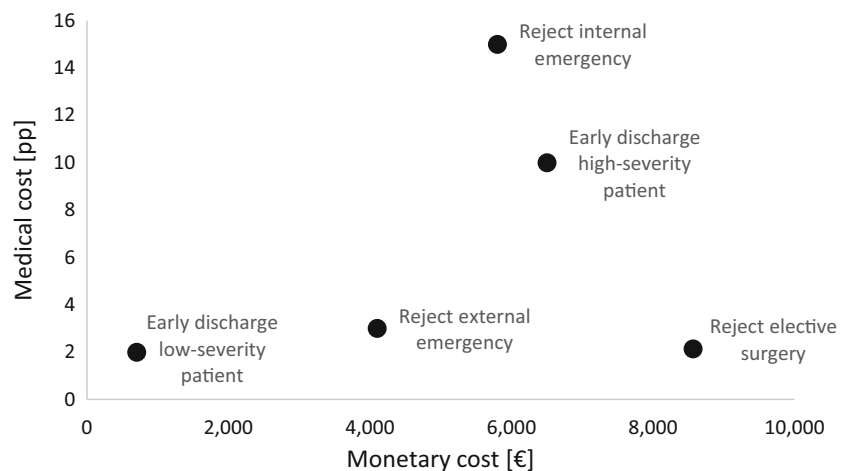 16
14
12
10
8
6
4
2
0
Medical cost [pp]
Reject internal
emergency
Early discharge
high-severity
patient
Early discharge
low-severity
patient
Reject external
emergency
Reject elective
surgery
0
2,000
4,000
6,000
8,000
10,000
Monetary cost [€]